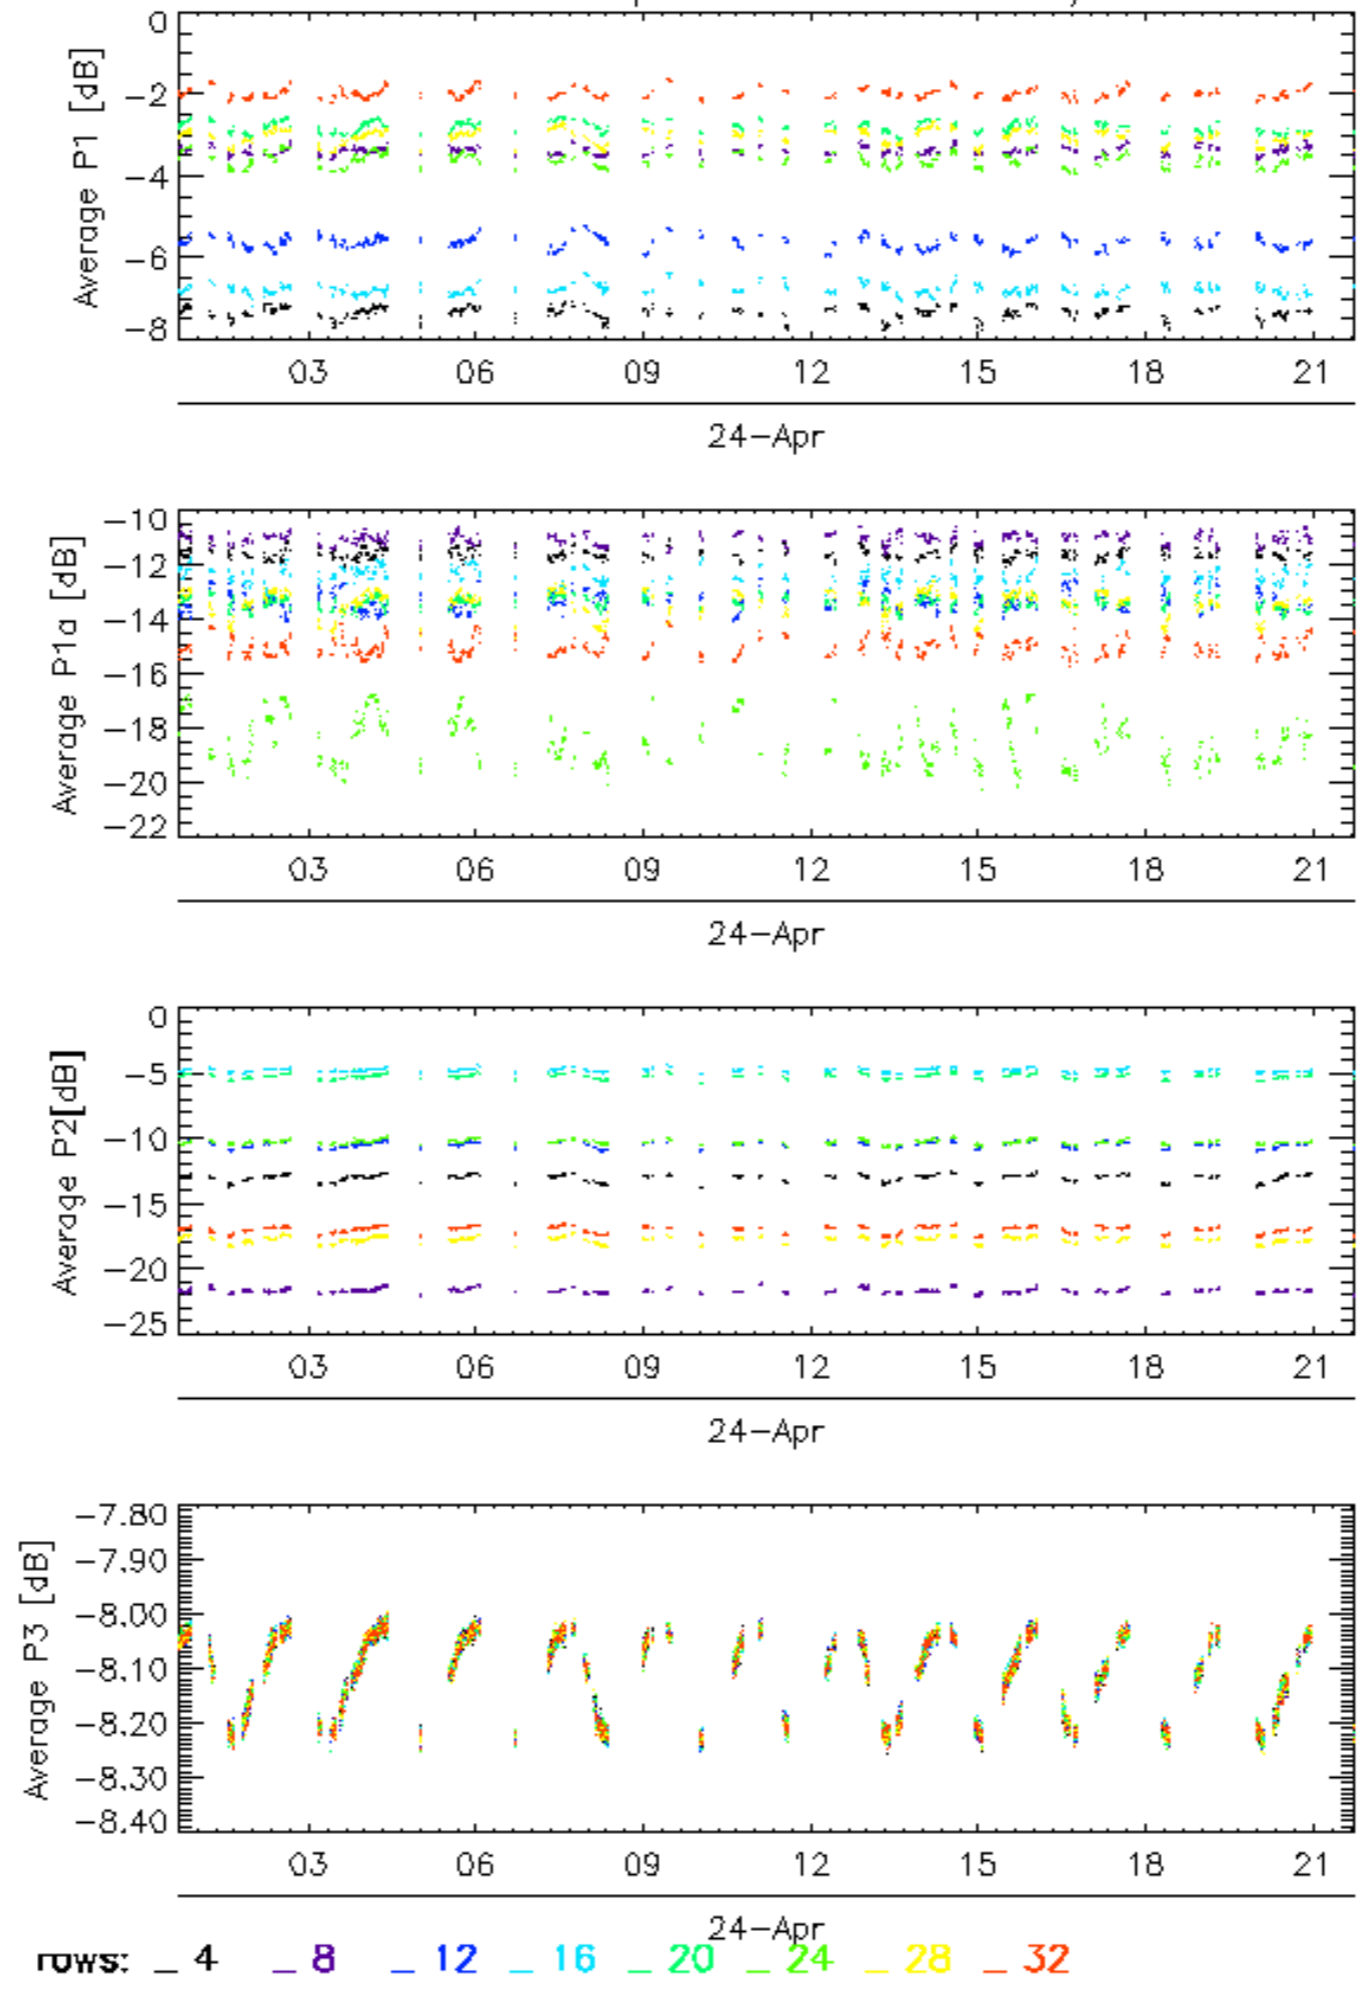 Average P1 [dB]
0
−2
−4
−6
−8
03 06 09 12 15 18 21
24−Apr
Average P1a [dB]
−10
−12
−14
−16
−18
−20
−22
03 06 09 12 15 18 21
24−Apr
Average P2[dB]
0
−5
−10
−15
−20
−25
03 06 09 12 15 18 21
24−Apr
Average P3 [dB]
−7.80
−7.90
−8.00
−8.10
−8.20
−8.30
−8.40
03 06 09 12 15 18 21
24−Apr
rows: _ 4 _ 8 _ 12 _ 16 _ 20 _ 24 _ 28 _ 32